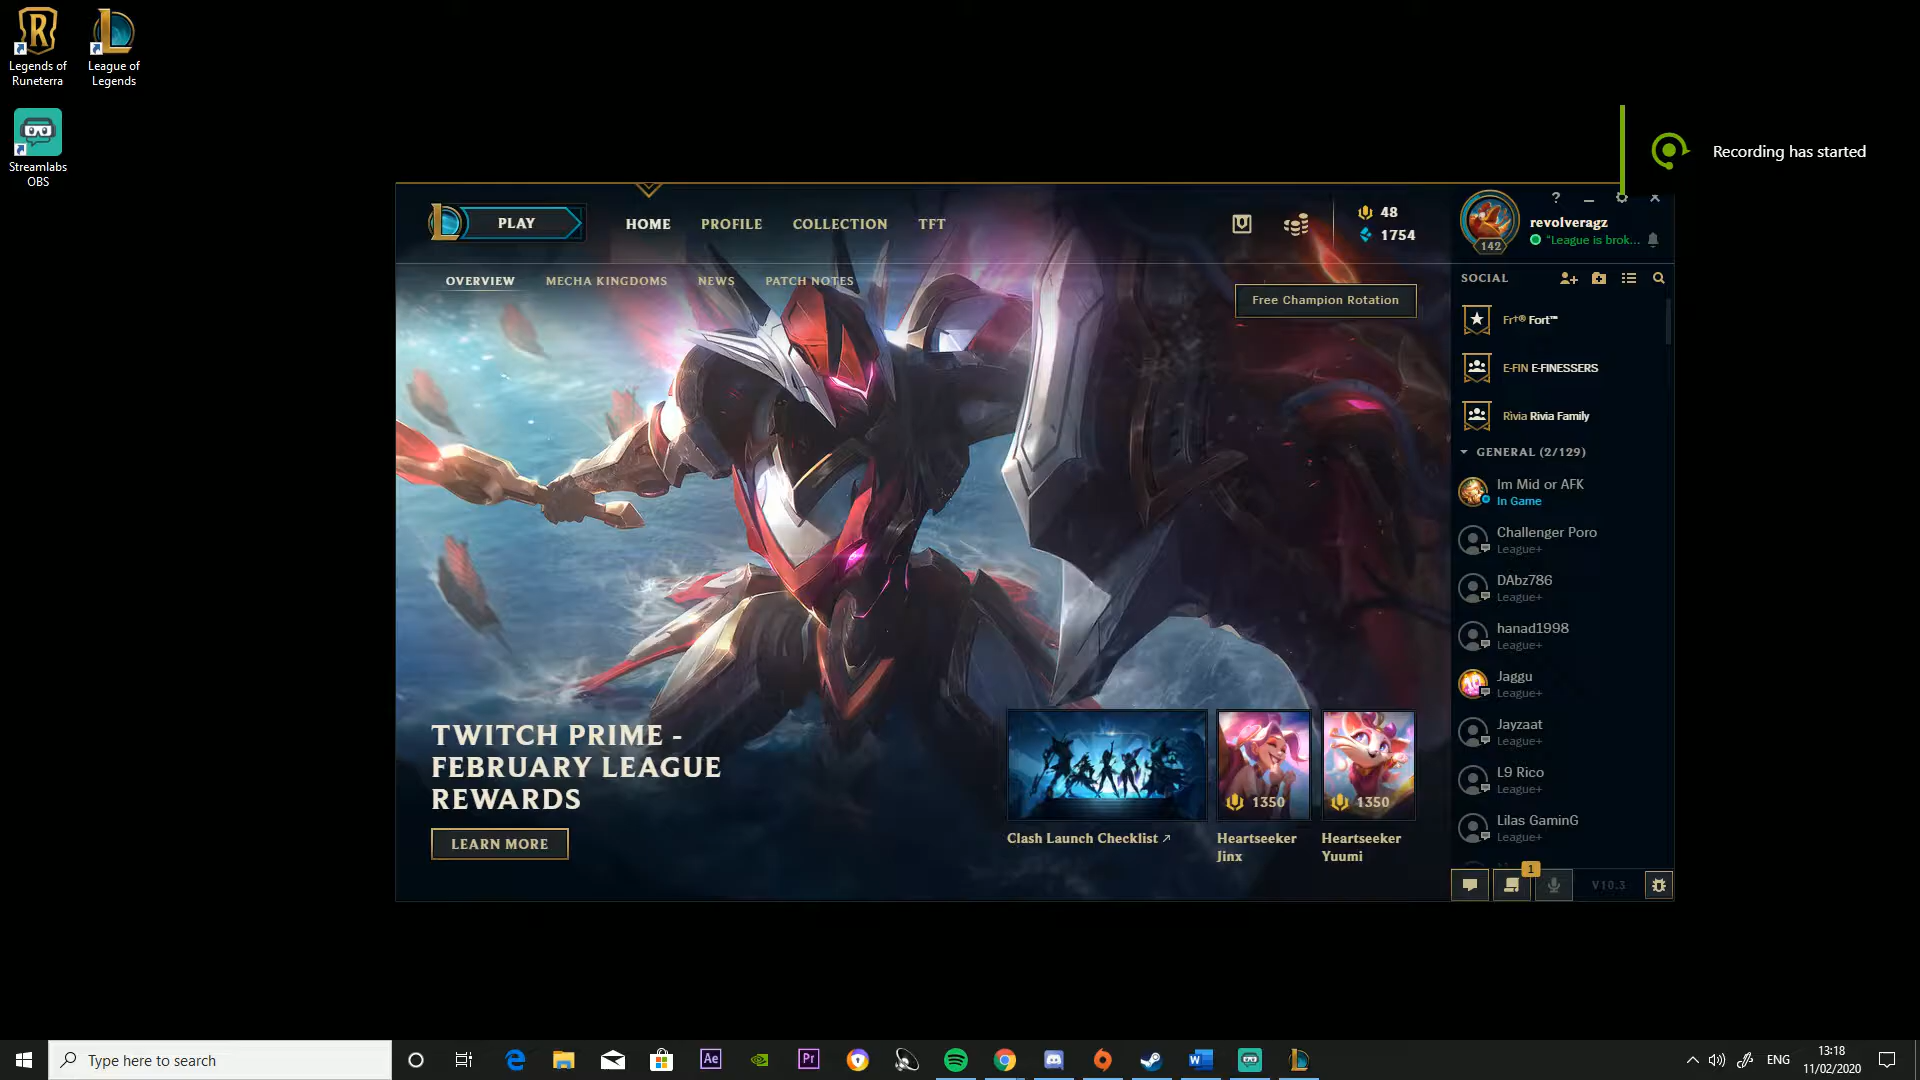 Legends of
Runeterra
League of
Legends
Streamlabs
OBS
Recording has started
PLAY
HOME
PROFILE
COLLECTION
TFT
48
1754
142
?
revolveragz
"League is brok...
OVERVIEW
MECHA KINGDOMS
NEWS
PATCH NOTES
Free Champion Rotation
SOCIAL
Fr†® Fort™
E-FIN E-FINESSERS
Rivia Rivia Family
GENERAL (2/129)
Im Mid or AFK
In Game
Challenger Poro
League+
DAbz786
League+
hanad1998
League+
Jaggu
League+
Jayzaat
League+
L9 Rico
League+
Lilas GaminG
League+
TWITCH PRIME -
FEBRUARY LEAGUE
REWARDS
LEARN MORE
Clash Launch Checklist
1350
Heartseeker
Jinx
1350
Heartseeker
Yuumi
1
V10.3
Type here to search
Ae
Pr
ENG
13:18
11/02/2020